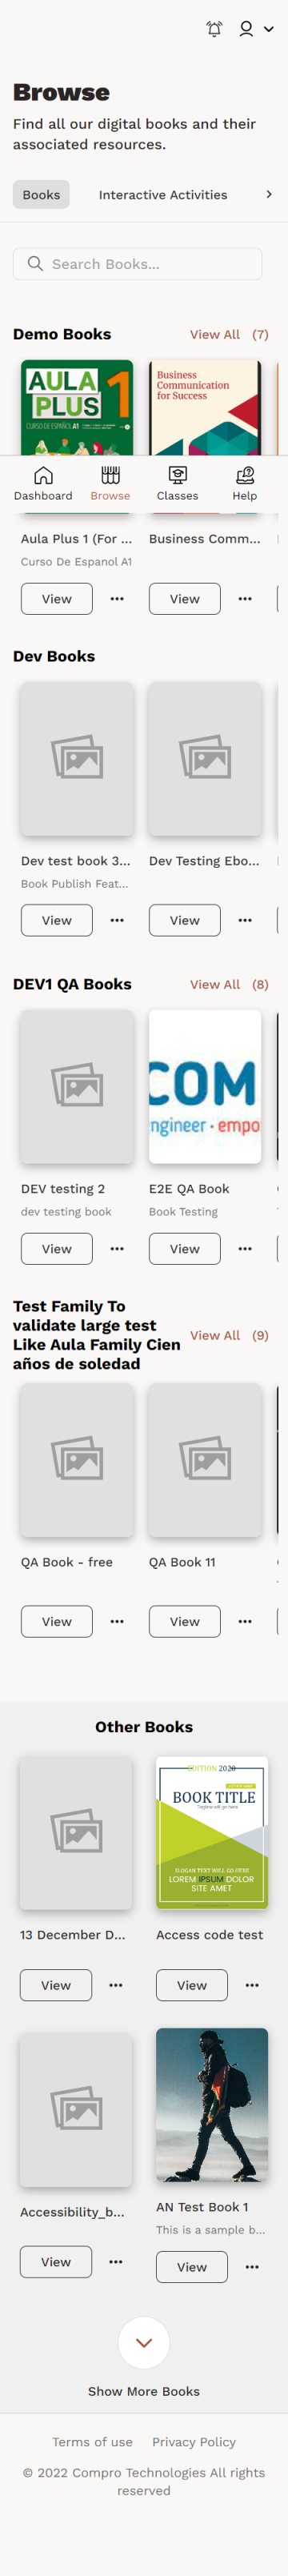 Browse
Find all our digital books and their
associated resources.
Books
Interactive Activities
Search Books...
Demo Books
View All (7)
AULA
PLUS 1
CURSO DE ESPAÑOL A1
Business
Communication
for Success
Dashboard
Browse
Classes
Help
Aula Plus 1 (For ...
Business Comm...
Curso De Espanol A1
View
View
Dev Books
Dev test book 3...
Dev Testing Ebo...
Book Publish Feat...
View
View
DEV1 QA Books
View All (8)
COM
ngineer · empo
DEV testing 2
E2E QA Book
dev testing book
Book Testing
View
View
Test Family To
validate large test
Like Aula Family Cien
años de soledad
View All (9)
QA Book - free
QA Book 11
View
View
Other Books
EDITION 2020
BOOK TITLE
Tagline will go here
SLOGAN TEXT WILL GO HERE
LOREM IPSUM DOLOR
SITE AMET
13 December D...
Access code test
View
View
Accessibility_b...
AN Test Book 1
This is a sample b...
View
View
Show More Books
Terms of use
Privacy Policy
© 2022 Compro Technologies All rights
reserved